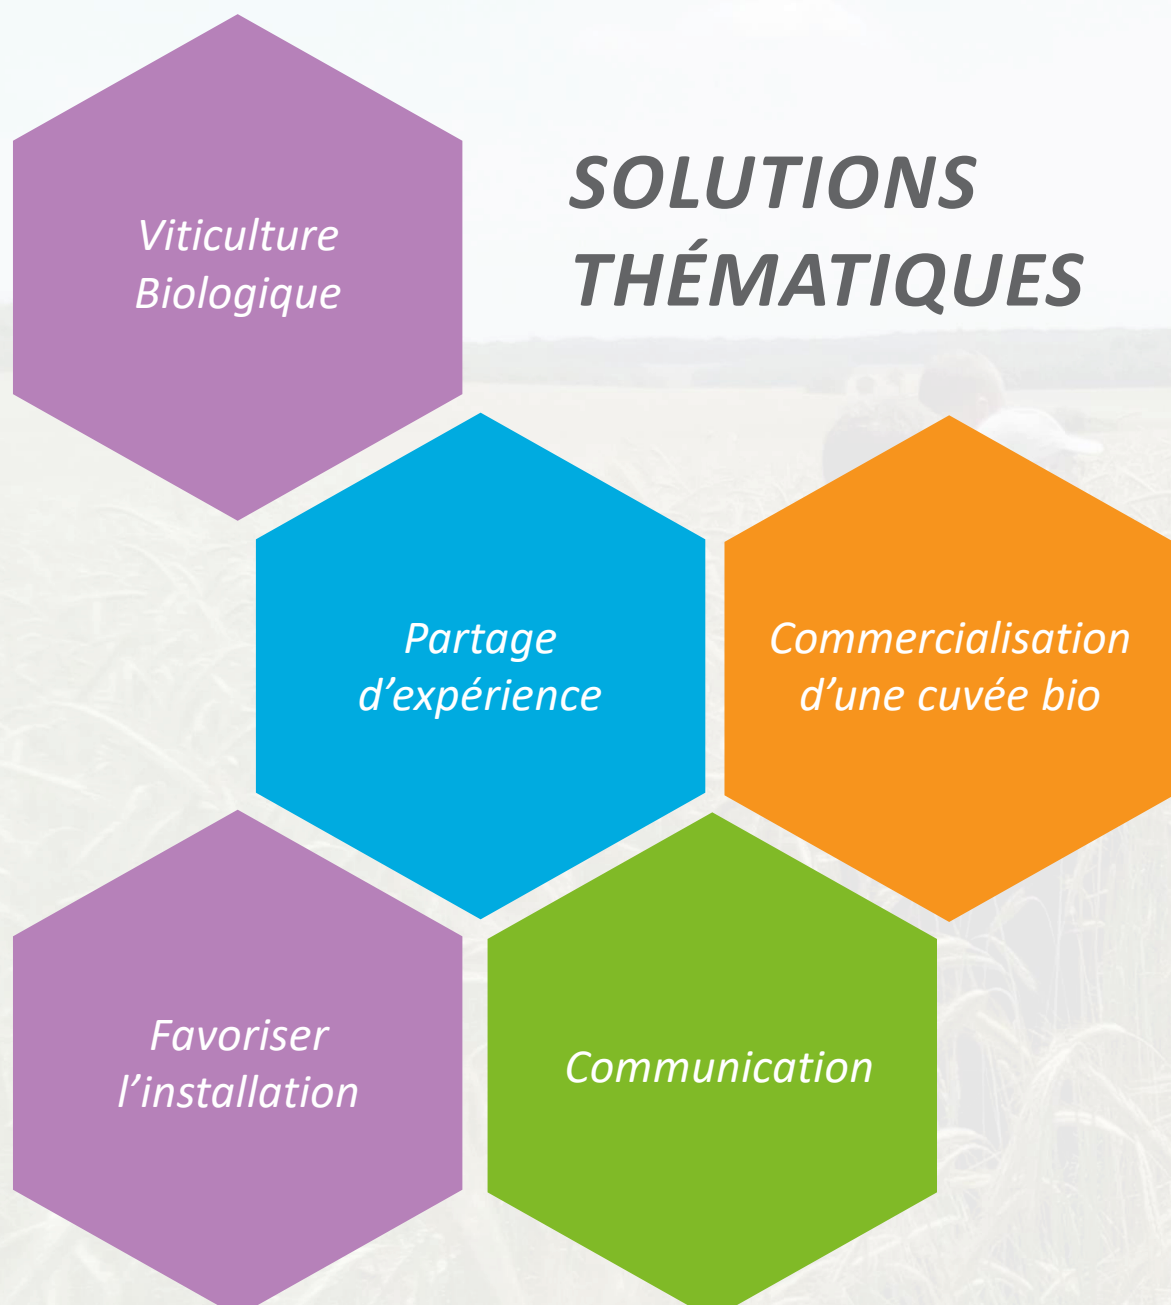 SOLUTIONS
THÉMATIQUES
Viticulture
Biologique
Partage
d’expérience
Commercialisation
d’une cuvée bio
Favoriser
l’installation
Communication